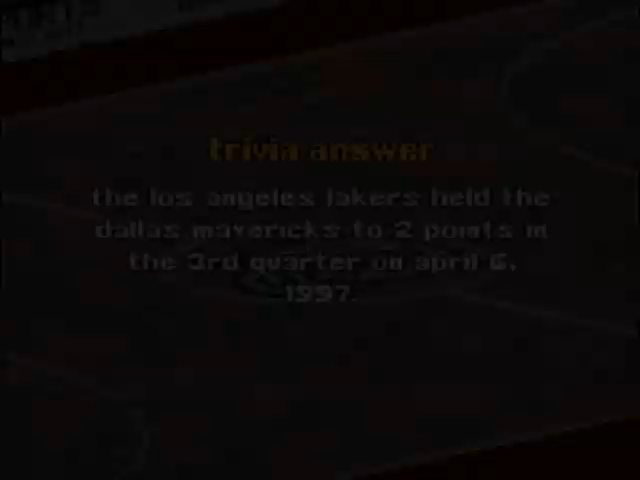 trivia answer
the los angeles lakers held the
dallas mavericks to 2 points in
the 3rd quarter on april 6,
1997.